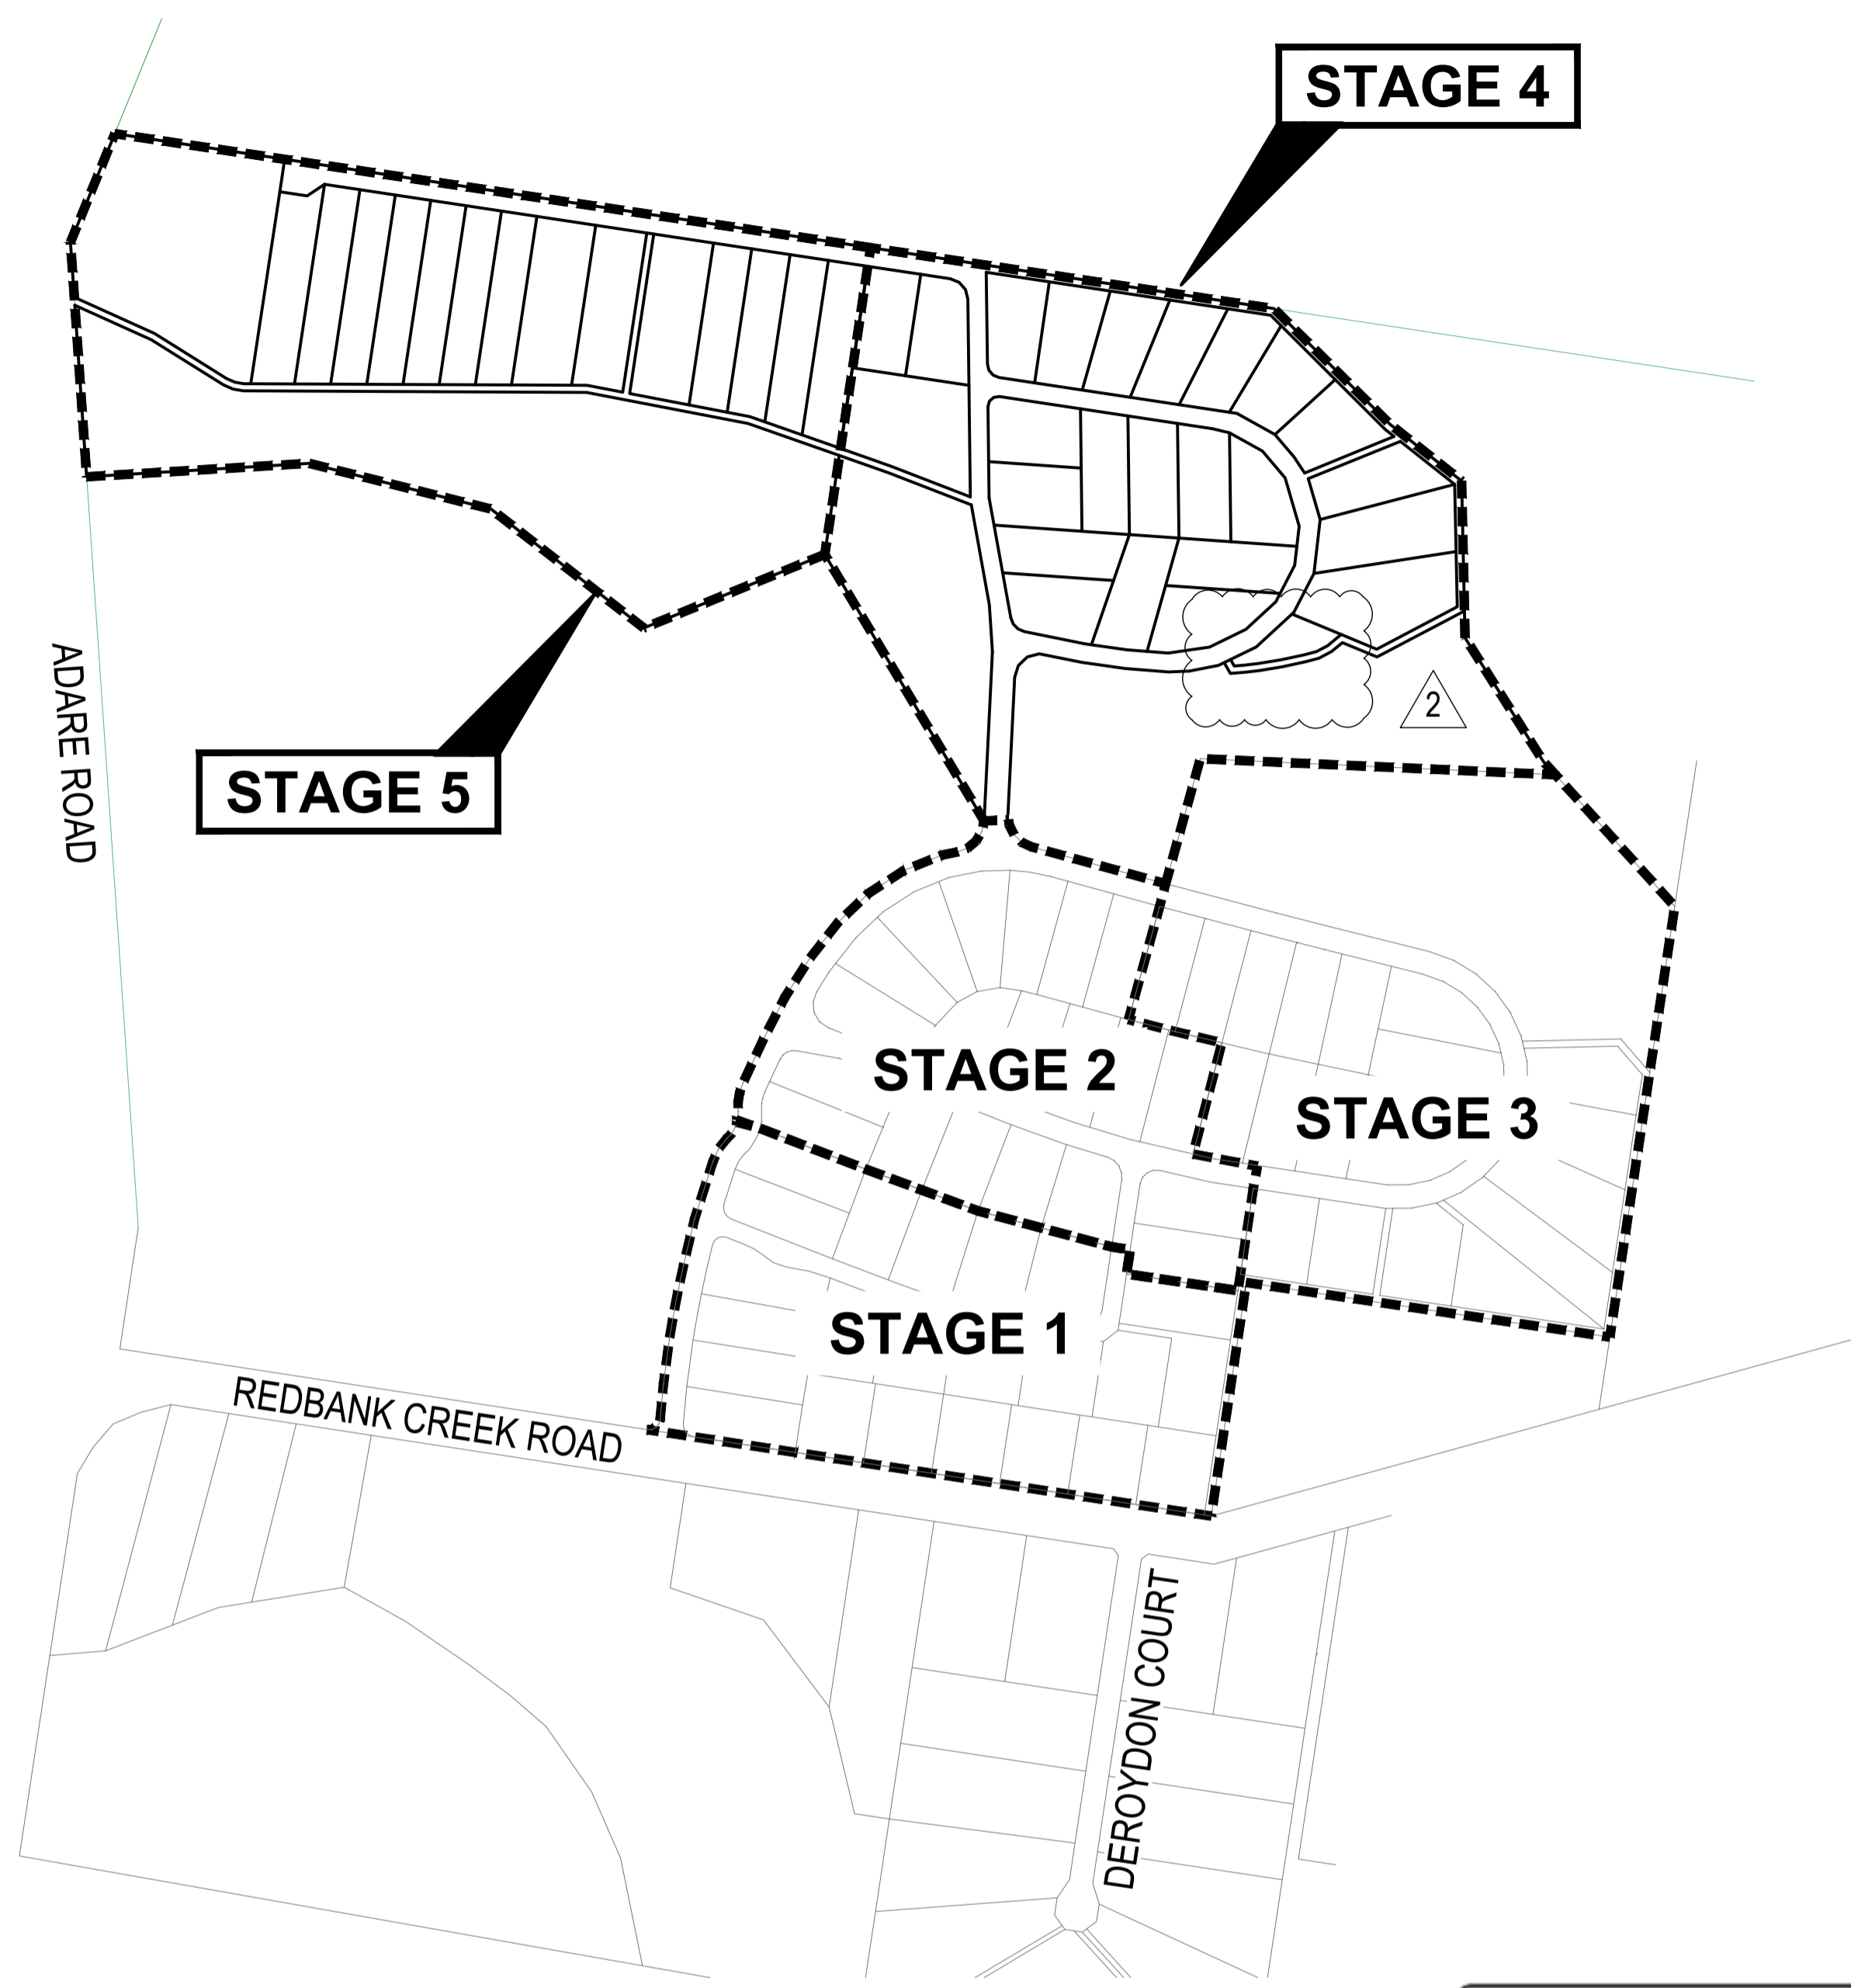 STAGE 4
ADARE ROAD
2
STAGE 5
STAGE 2
STAGE 3
STAGE 1
REDBANK CREEK ROAD
DEROYDON COURT